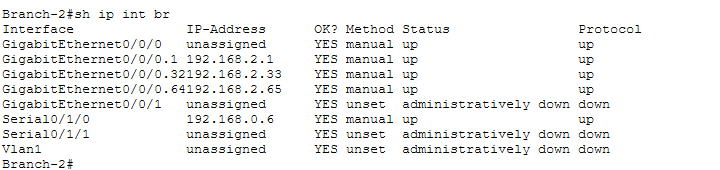 Branch-2#sh ip int br
Interface              IP-Address      OK? Method Status                Protocol
GigabitEthernet0/0/0   unassigned      YES manual up                    up
GigabitEthernet0/0/0.1 192.168.2.1     YES manual up                    up
GigabitEthernet0/0/0.32192.168.2.33    YES manual up                    up
GigabitEthernet0/0/0.64192.168.2.65    YES manual up                    up
GigabitEthernet0/0/1   unassigned      YES unset  administratively down down
Serial0/1/0            192.168.0.6     YES manual up                    up
Serial0/1/1            unassigned      YES unset  administratively down down
Vlan1                  unassigned      YES unset  administratively down down
Branch-2#